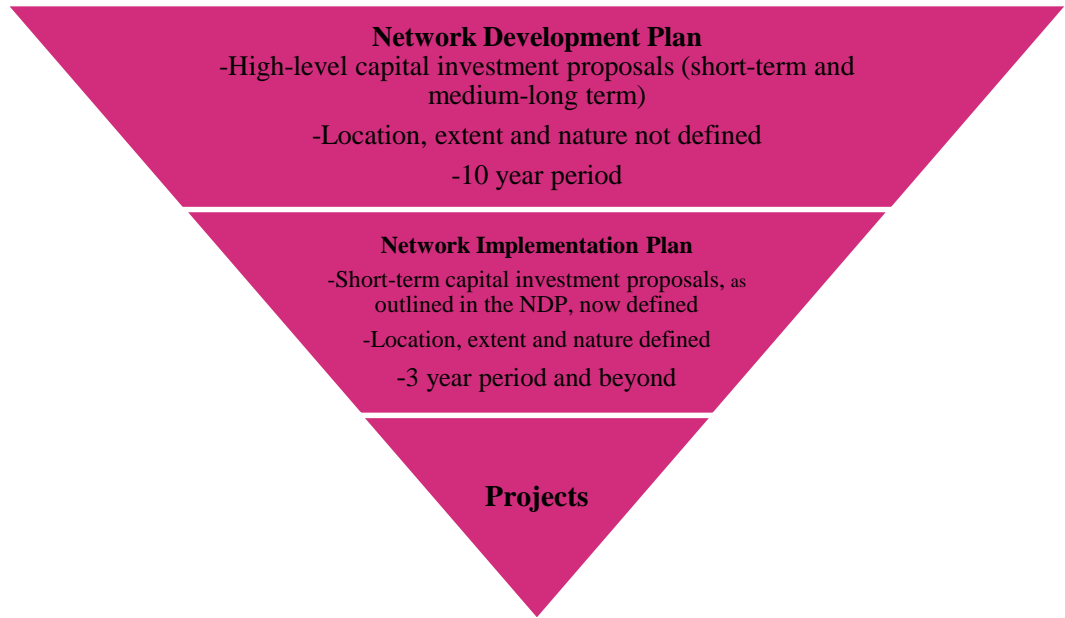 Network Development Plan
-High-level capital investment proposals (short-term and
medium-long term)
-Location, extent and nature not defined
-10 year period
Network Implementation Plan
-Short-term capital investment proposals, as
outlined in the NDP, now defined
-Location, extent and nature defined
-3 year period and beyond
Projects